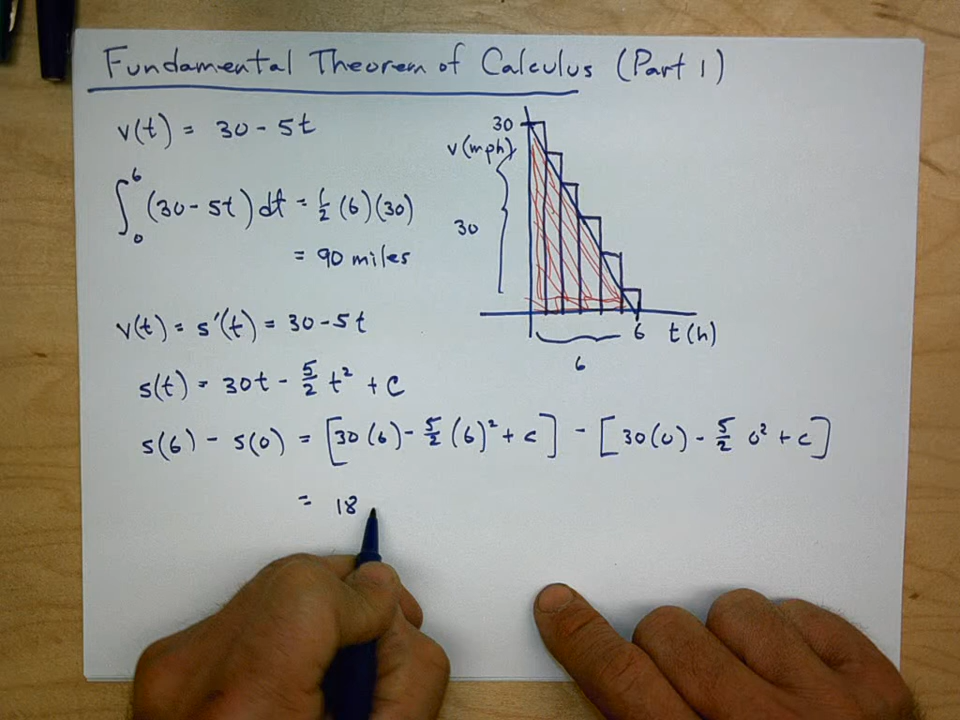 Fundamental Theorem of Calculus (Part 1)
v(t) = 30 - 5t
∫₀⁶ (30 - 5t) dt = 1/2 (6)(30)
= 90 miles
v(t) = s'(t) = 30 - 5t
s(t) = 30t - 5/2 t² + C
s(6) - s(0) = [30(6) - 5/2 (6)² + c] - [30(0) - 5/2 0² + c]
= 18
30
v (mph)
30
6 t (h)
6